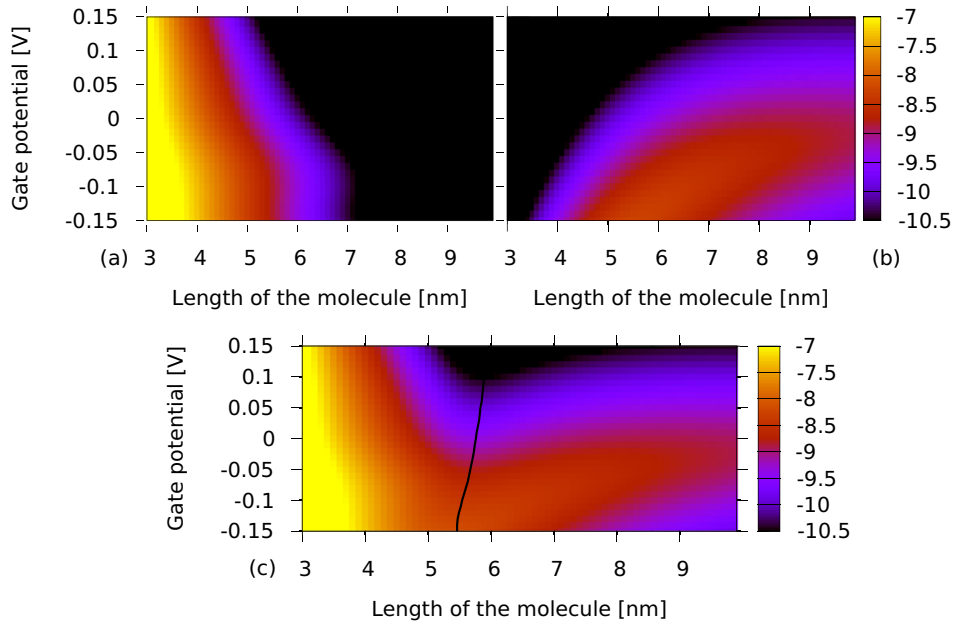 0.15
0.1
0.05
0
-0.05
-0.1
-0.15
Gate potential [V]
(a)
3 4 5 6 7 8 9
Length of the molecule [nm]
3 4 5 6 7 8 9
Length of the molecule [nm]
(b)
-7
-7.5
-8
-8.5
-9
-9.5
-10
-10.5
0.15
0.1
0.05
0
-0.05
-0.1
-0.15
Gate potential [V]
(c)
3 4 5 6 7 8 9
Length of the molecule [nm]
-7
-7.5
-8
-8.5
-9
-9.5
-10
-10.5